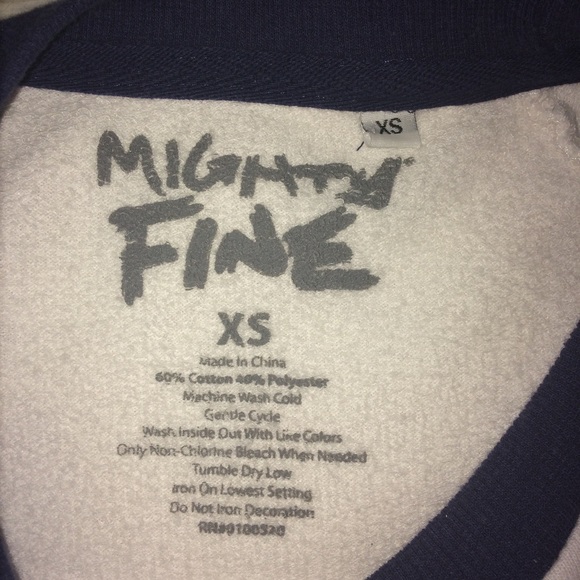 XS
MIGHTY
FINE
XS
Made In China
60% Cotton 40% Polyester
Machine Wash Cold
Gentle Cycle
Wash Inside Out With Like Colors
Only Non-Chlorine Bleach When Needed
Tumble Dry Low
Iron On Lowest Setting
Do Not Iron Decoration